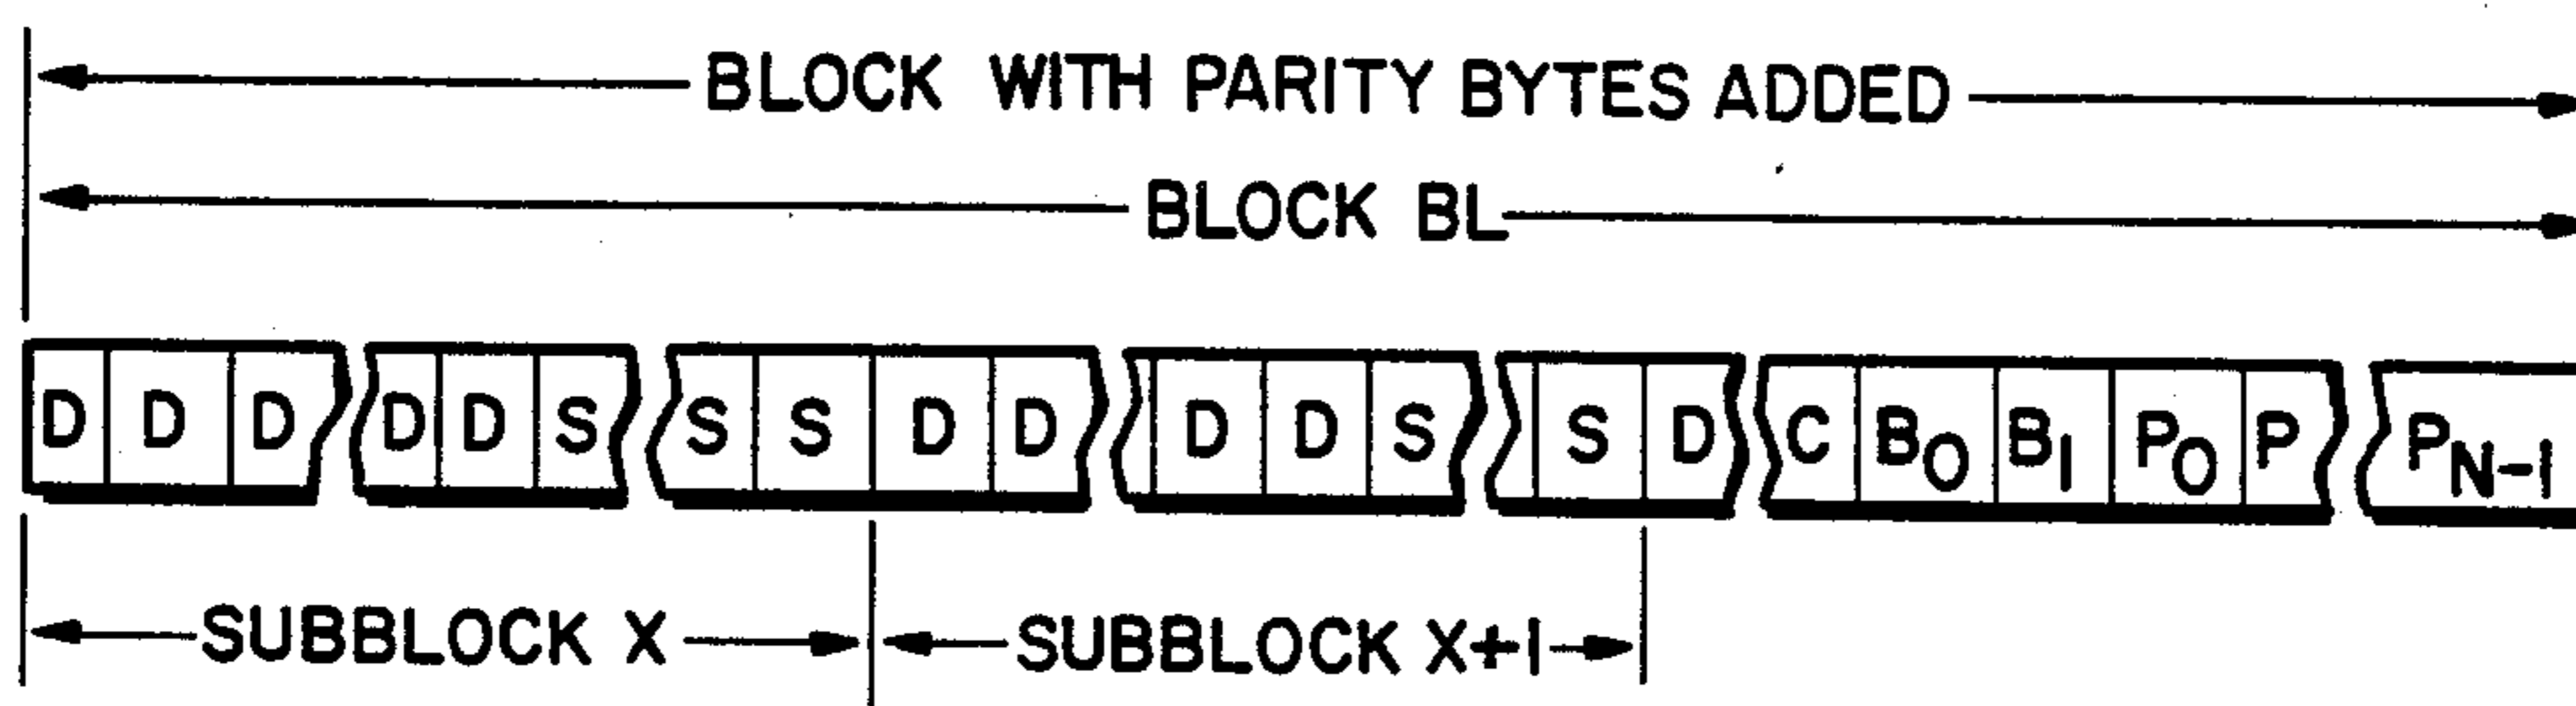 BLOCK WITH PARITY BYTES ADDED
BLOCK BL
D D D D D S S S D D D D S S D C B0 B1 P0 P PN-1
SUBBLOCK X SUBBLOCK X+1